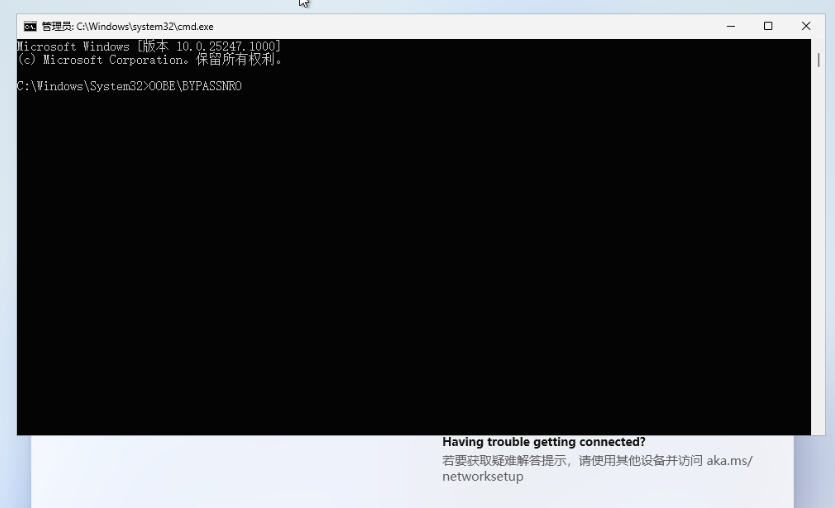 管理员: C:\Windows\system32\cmd.exe
Microsoft Windows [版本 10.0.25247.1000]
(c) Microsoft Corporation。保留所有权利。
C:\Windows\System32>OOBE\BYPASSNRO
Having trouble getting connected?
若要获取疑难解答提示，请使用其他设备并访问 aka.ms/
networksetup